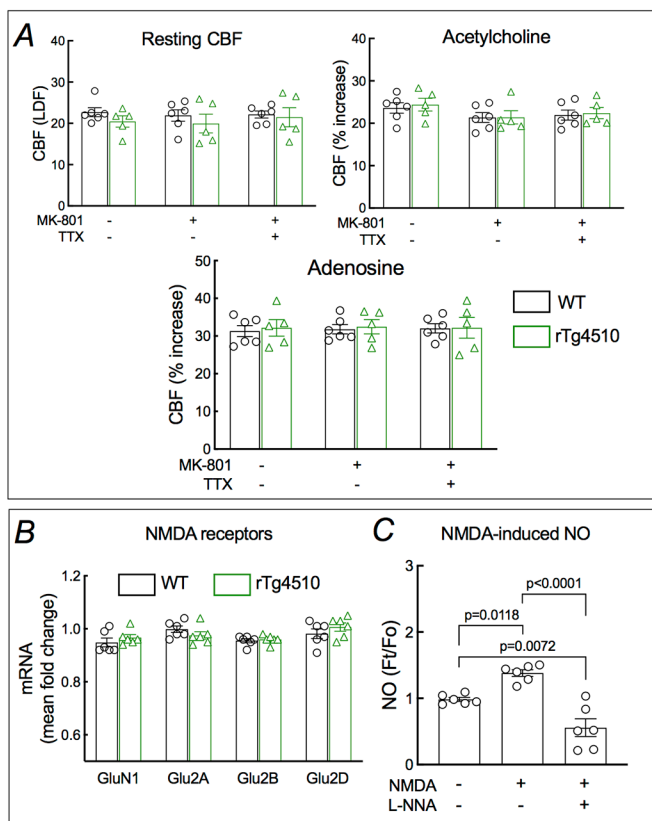 A
Resting CBF
CBF (LDF)
40
30
20
10
0
MK-801 - + +
TTX - - +
Acetylcholine
CBF (% increase)
40
30
20
10
0
MK-801 - + +
TTX - - +
Adenosine
CBF (% increase)
50
40
30
20
10
0
MK-801 - + +
TTX - - +
WT
rTg4510
B
NMDA receptors
WT rTg4510
mRNA
(mean fold change)
1.2
1.0
0.8
0.6
GluN1 Glu2A Glu2B Glu2D
C
NMDA-induced NO
NO (Ft/Fo)
3
2
1
0
p<0.0001
p=0.0118
p=0.0072
NMDA - + +
L-NNA - - +